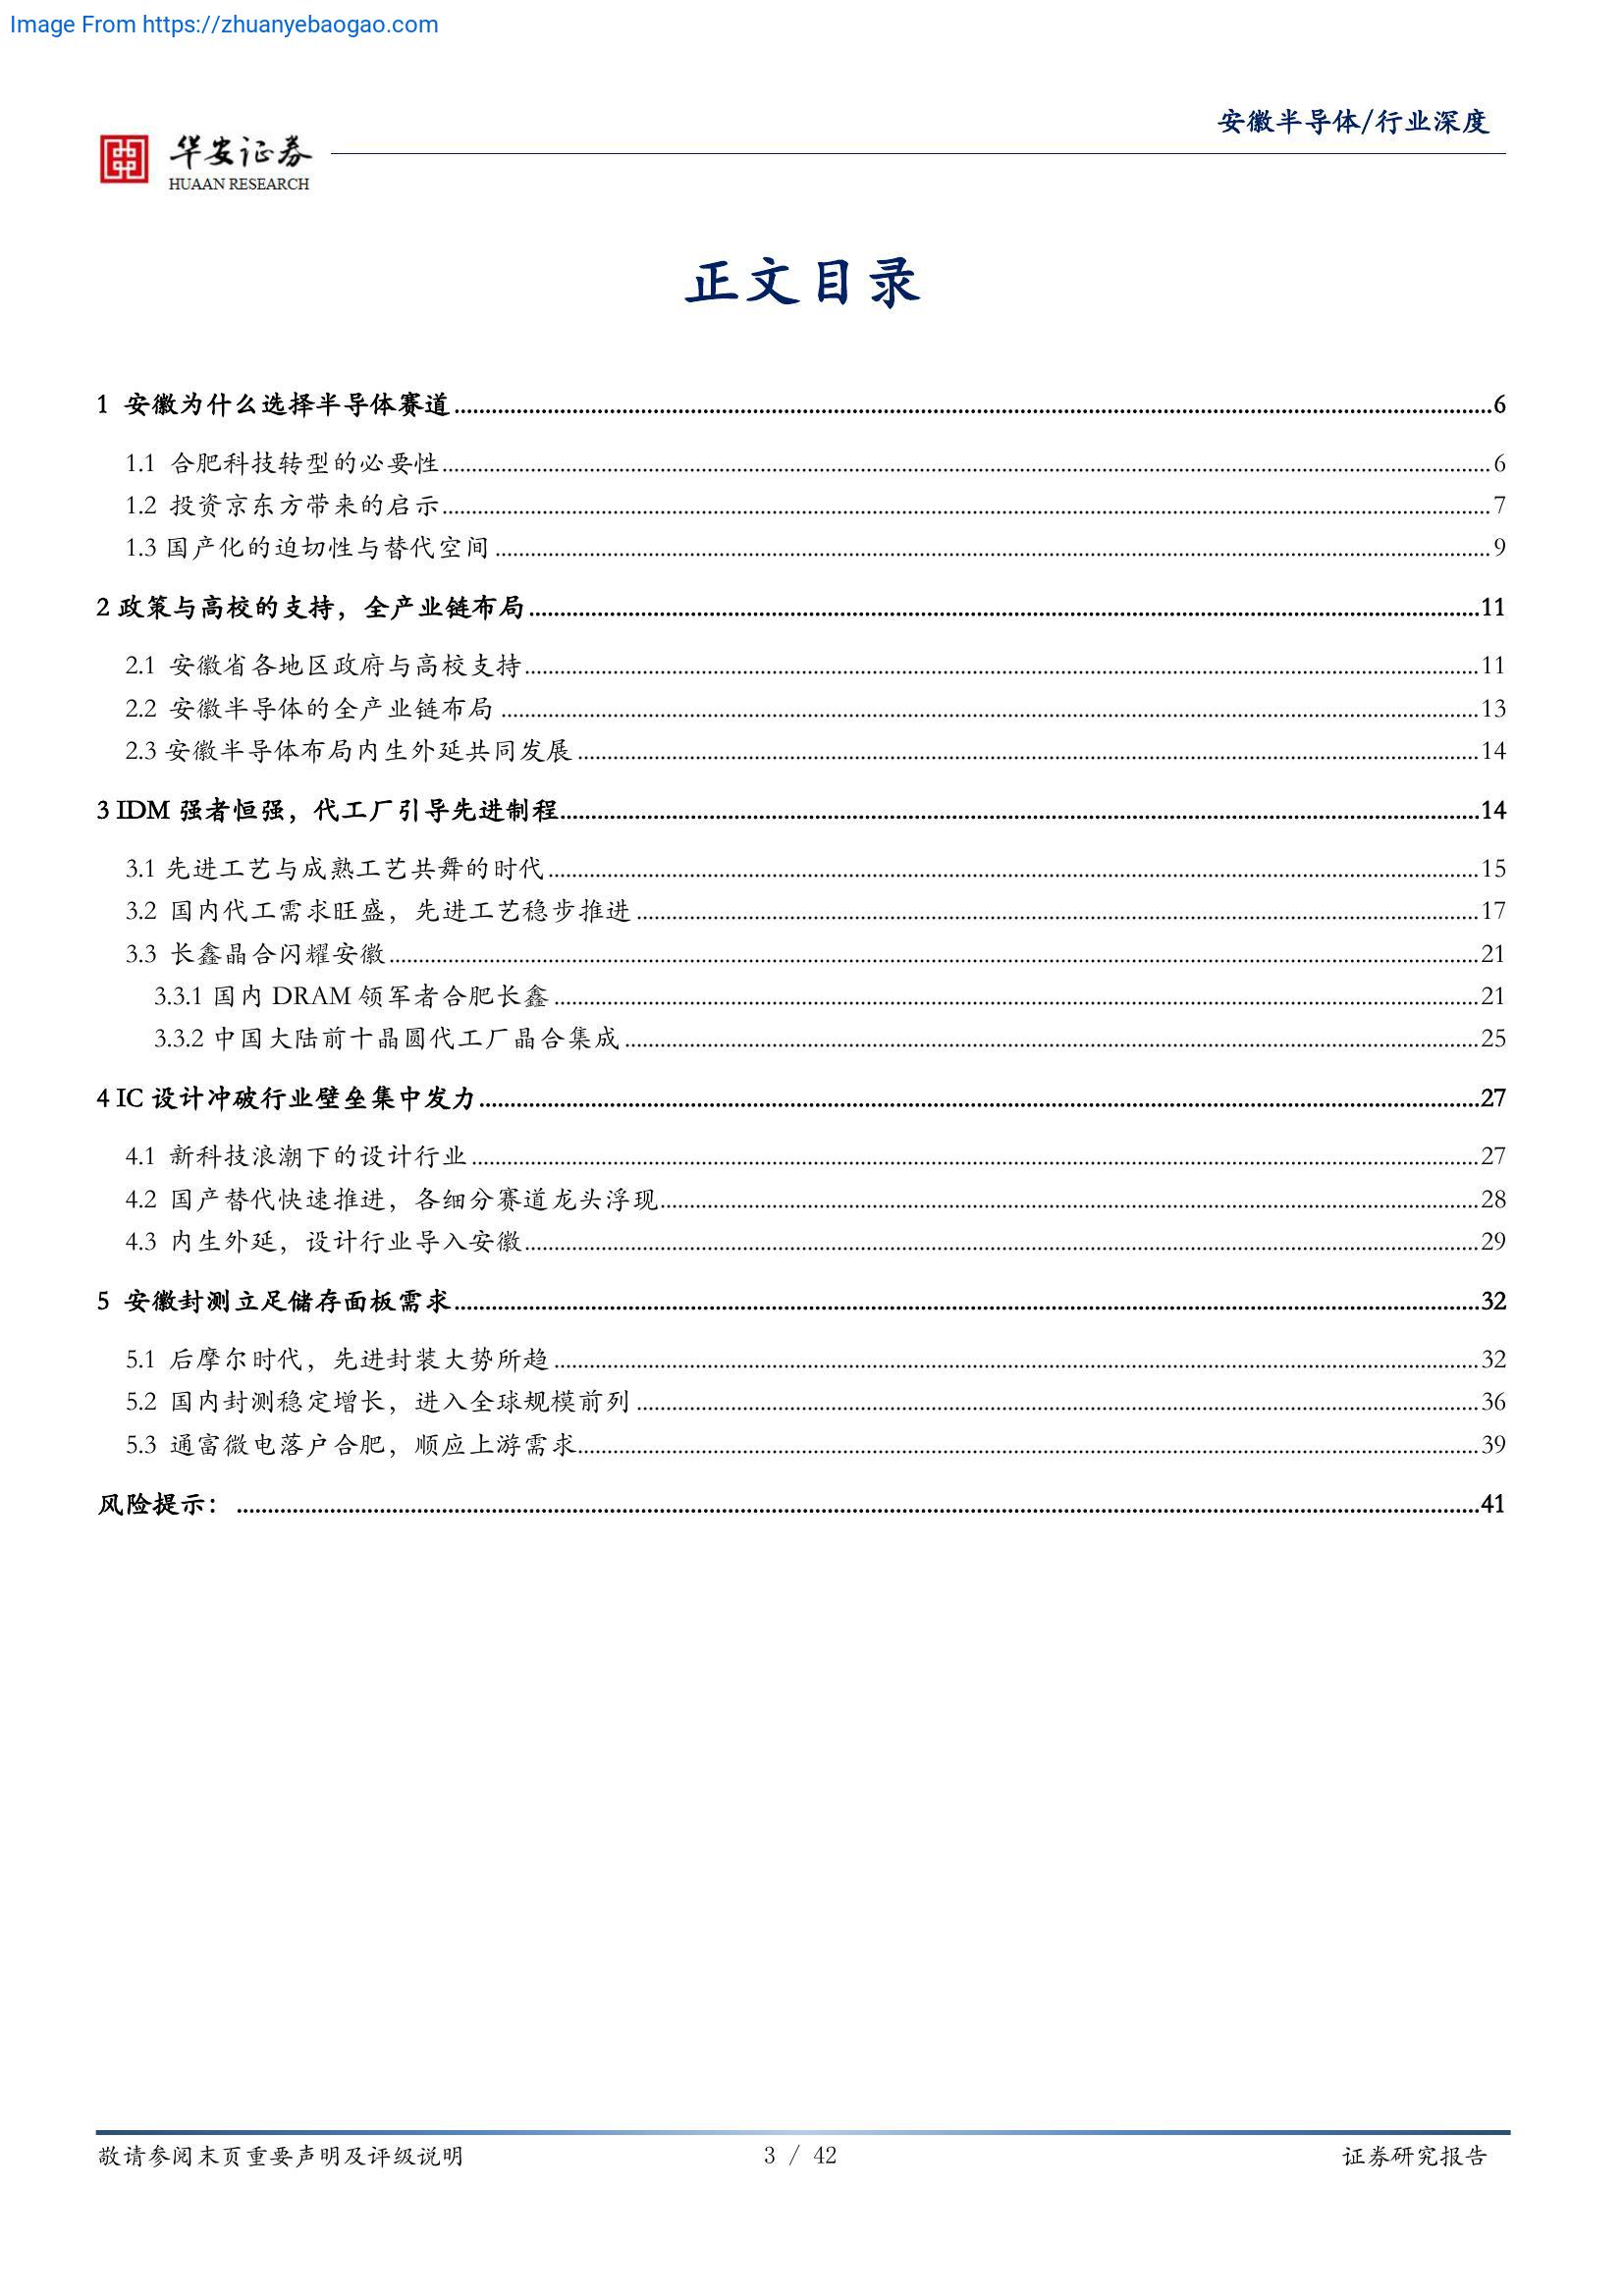 Image From https://zhuanyebaogao.com
安徽半导体/行业深度
华安证券
HUAAN RESEARCH
正文目录
1 安徽为什么选择半导体赛道 6
1.1 合肥科技转型的必要性 6
1.2 投资京东方带来的启示 7
1.3 国产化的迫切性与替代空间 9
2 政策与高校的支持，全产业链布局 11
2.1 安徽省各地区政府与高校支持 11
2.2 安徽半导体的全产业链布局 13
2.3 安徽半导体布局内生外延共同发展 14
3 IDM 强者恒强，代工厂引导先进制程 14
3.1 先进工艺与成熟工艺共舞的时代 15
3.2 国内代工需求旺盛，先进工艺稳步推进 17
3.3 长鑫晶合闪耀安徽 21
3.3.1 国内 DRAM 领军者合肥长鑫 21
3.3.2 中国大陆前十晶圆代工厂晶合集成 25
4 IC 设计冲破行业壁垒集中发力 27
4.1 新科技浪潮下的设计行业 27
4.2 国产替代快速推进，各细分赛道龙头浮现 28
4.3 内生外延，设计行业导入安徽 29
5 安徽封测立足储存面板需求 32
5.1 后摩尔时代，先进封装大势所趋 32
5.2 国内封测稳定增长，进入全球规模前列 36
5.3 通富微电落户合肥，顺应上游需求 39
风险提示： 41
敬请参阅末页重要声明及评级说明 3 / 42 证券研究报告